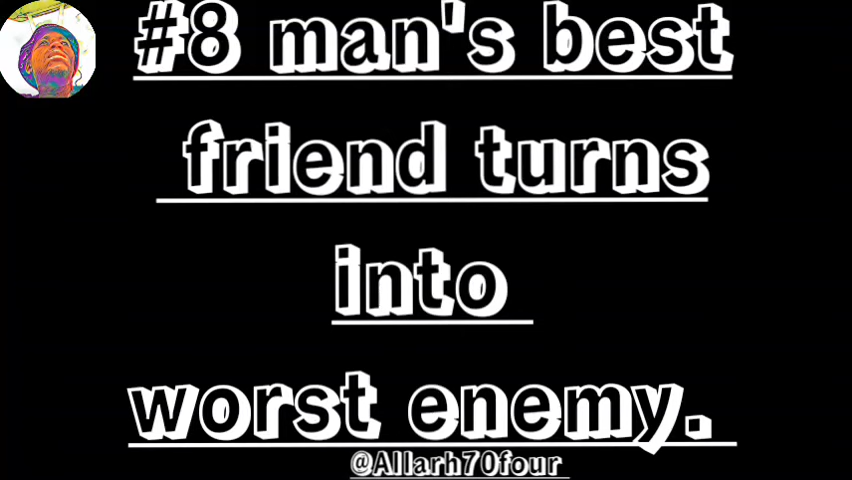 #8 man's best
friend turns
into
worst enemy.
@Allarh70four